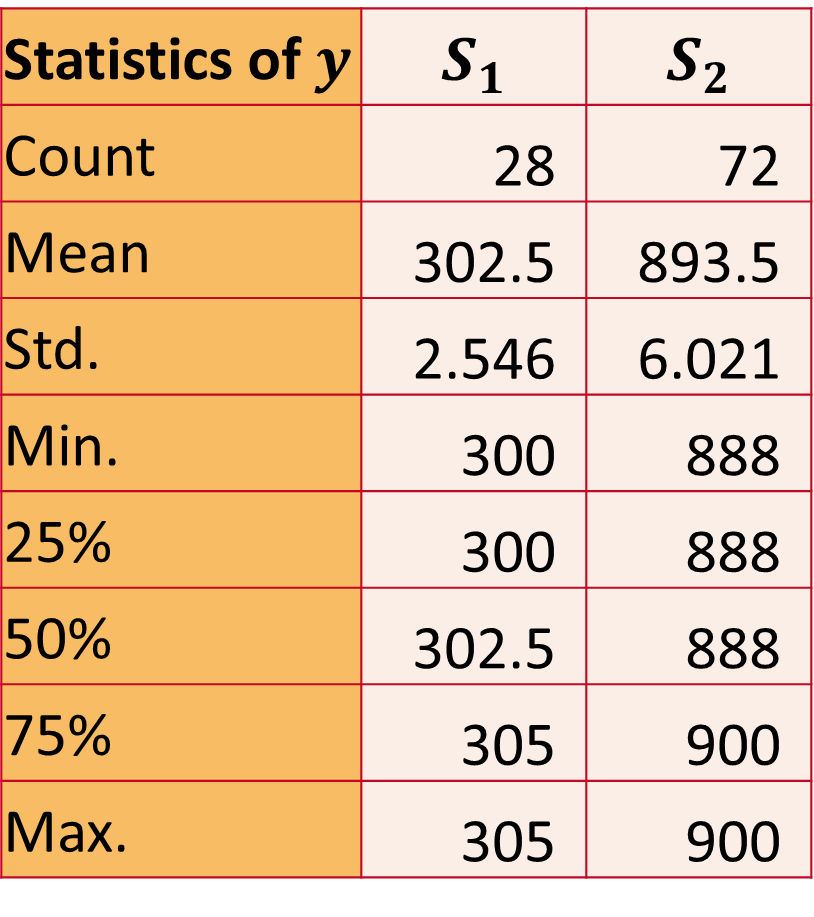 Statistics of y S₁ S₂
Count 28 72
Mean 302.5 893.5
Std. 2.546 6.021
Min. 300 888
25% 300 888
50% 302.5 888
75% 305 900
Max. 305 900